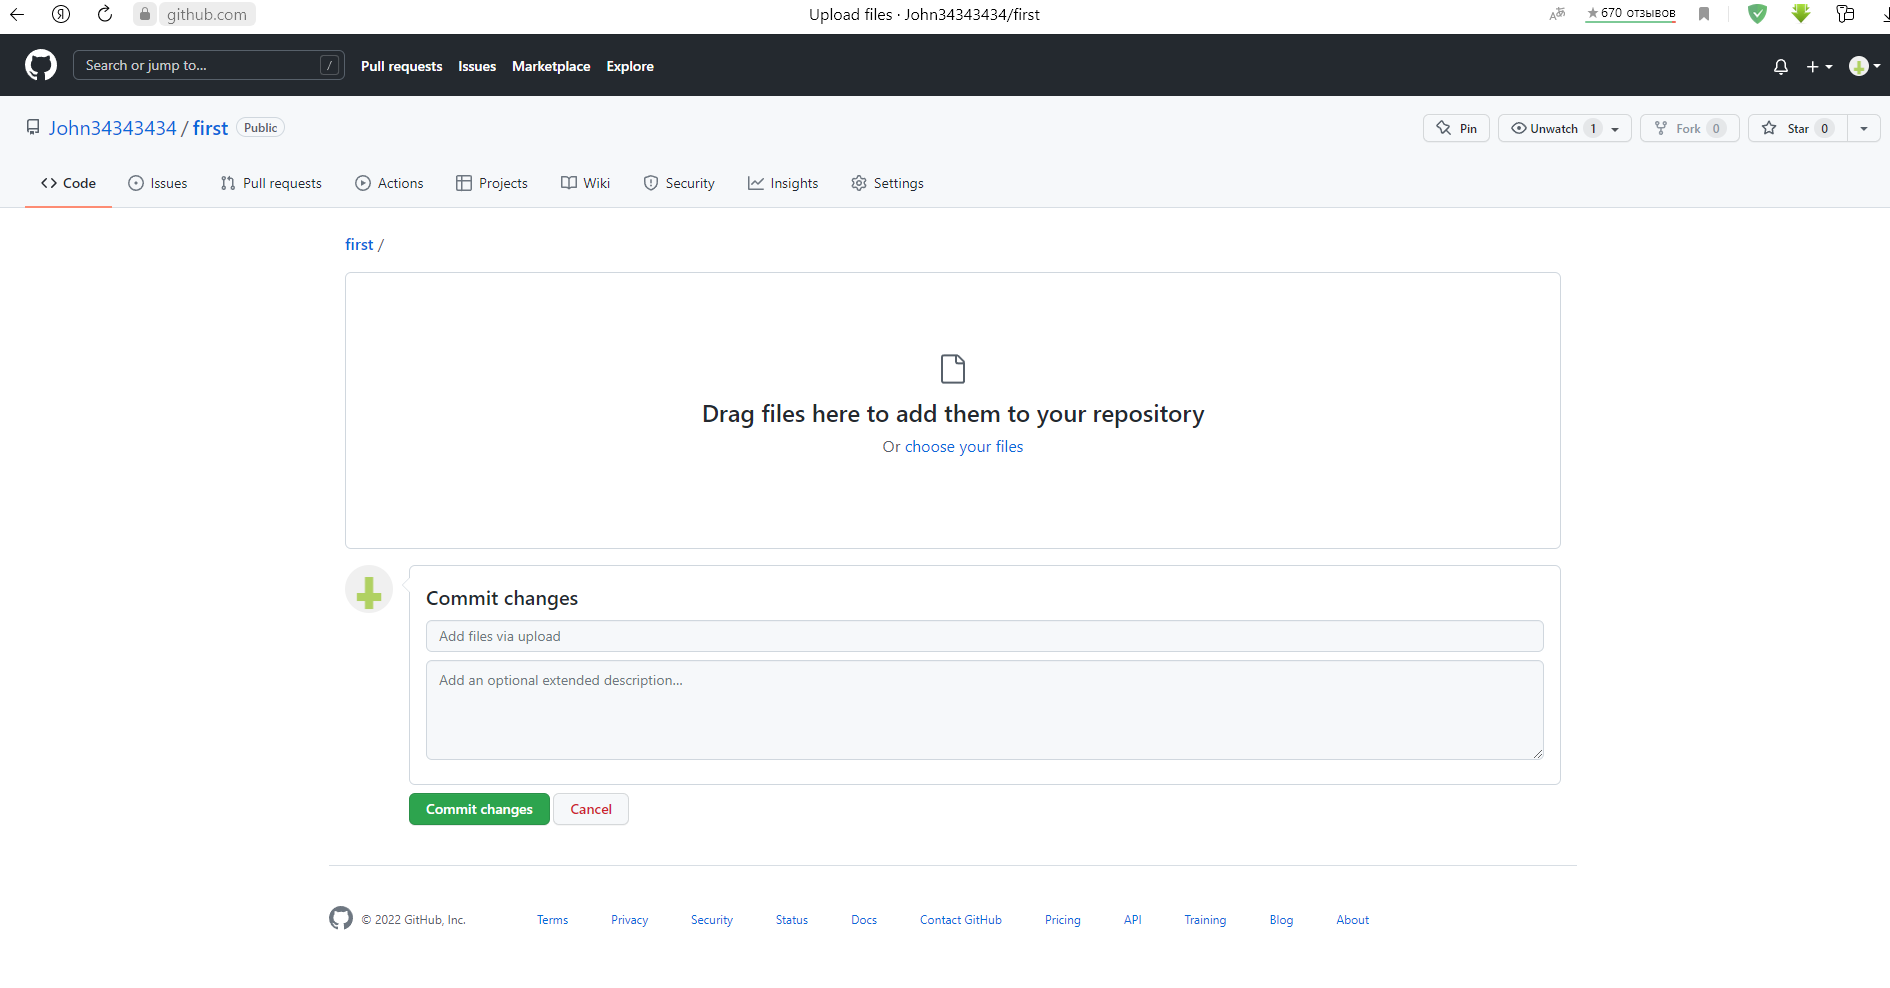 github.com
Upload files · John34343434/first
670 отзывов
Search or jump to...
/
Pull requests
Issues
Marketplace
Explore
John34343434 / first
Public
Pin
Unwatch 1
Fork 0
Star 0
Code
Issues
Pull requests
Actions
Projects
Wiki
Security
Insights
Settings
first /
Drag files here to add them to your repository
Or choose your files
Commit changes
Add files via upload
Add an optional extended description...
Commit changes
Cancel
© 2022 GitHub, Inc.
Terms
Privacy
Security
Status
Docs
Contact GitHub
Pricing
API
Training
Blog
About